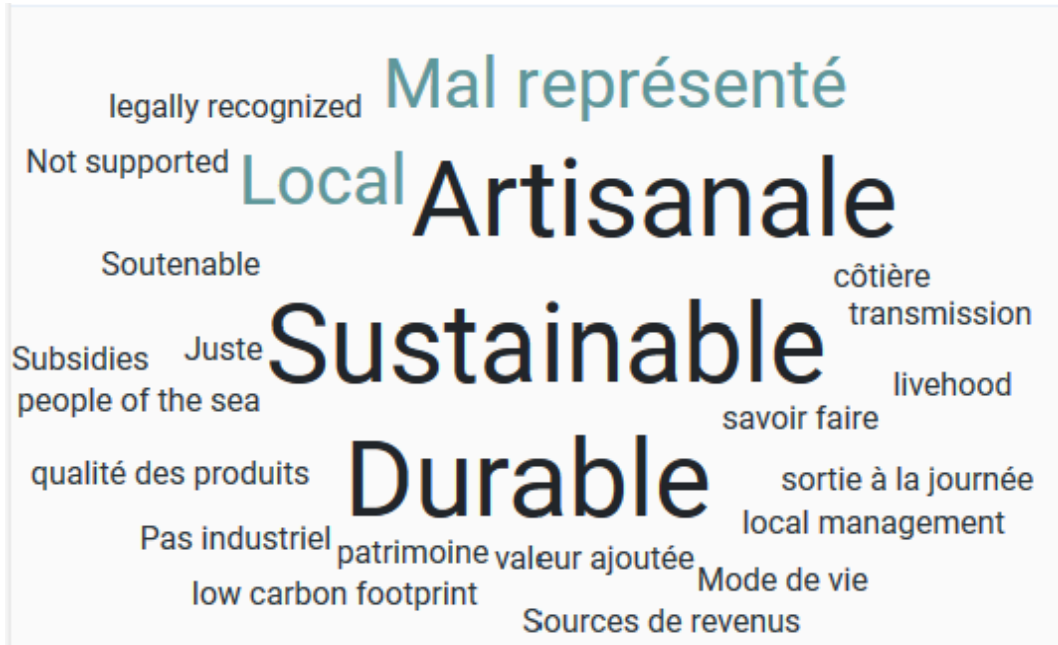 Mal représenté
legally recognized
Not supported
Local
Artisanale
Soutenable
côtière
transmission
Sustainable
Juste
Subsidies
livehood
people of the sea
savoir faire
Durable
qualité des produits
sortie à la journée
local management
Pas industriel
patrimoine
valeur ajoutée
Mode de vie
low carbon footprint
Sources de revenus